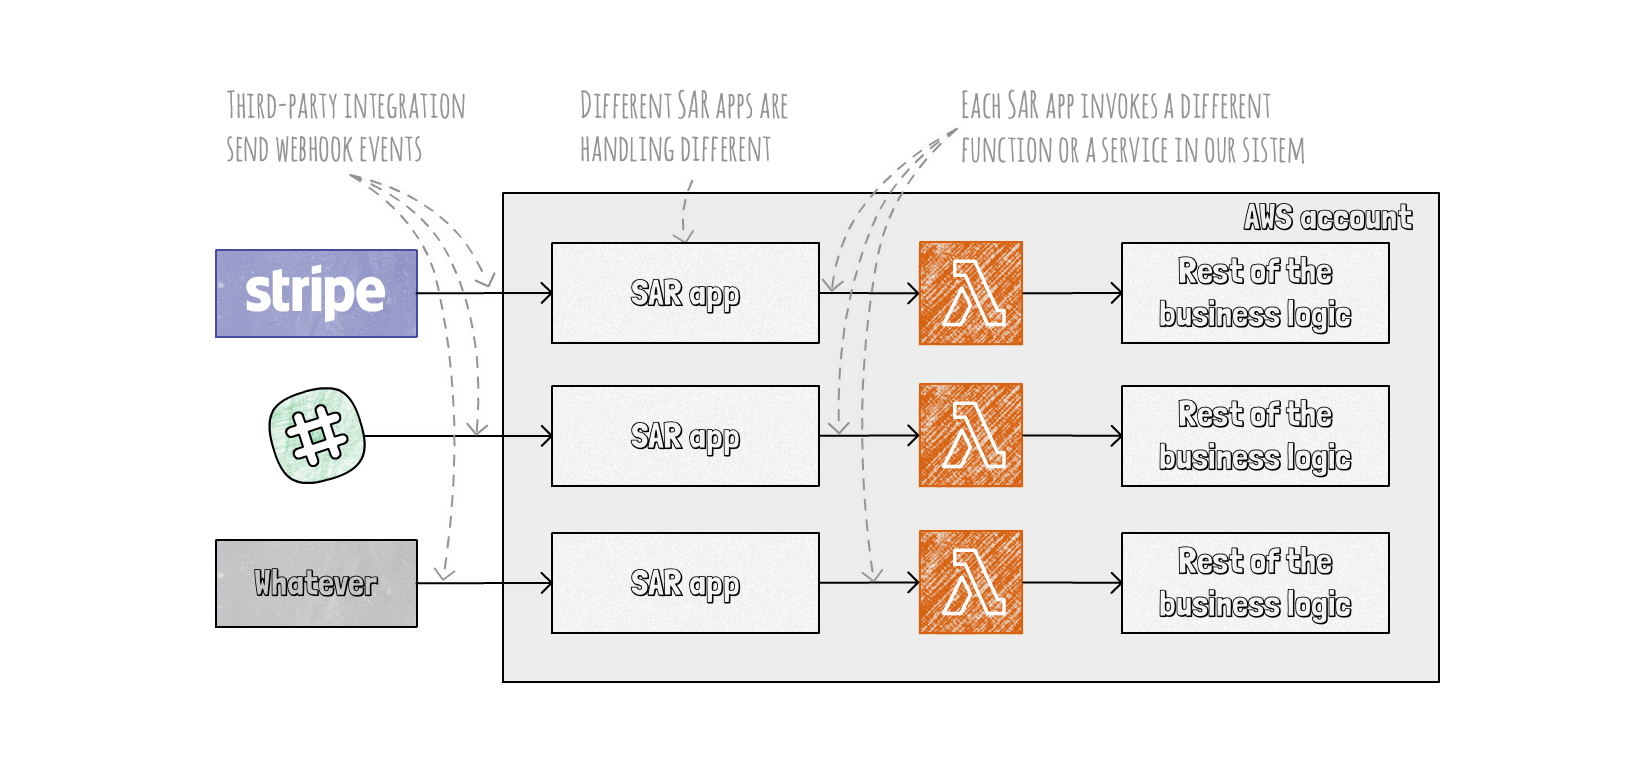 THIRD-PARTY INTEGRATION
SEND WEBHOOK EVENTS
DIFFERENT SAR APPS ARE
HANDLING DIFFERENT
EACH SAR APP INVOKES A DIFFERENT
FUNCTION OR A SERVICE IN OUR SISTEM
AWS account
stripe
SAR app
Rest of the
business logic
SAR app
Rest of the
business logic
Whatever
SAR app
Rest of the
business logic